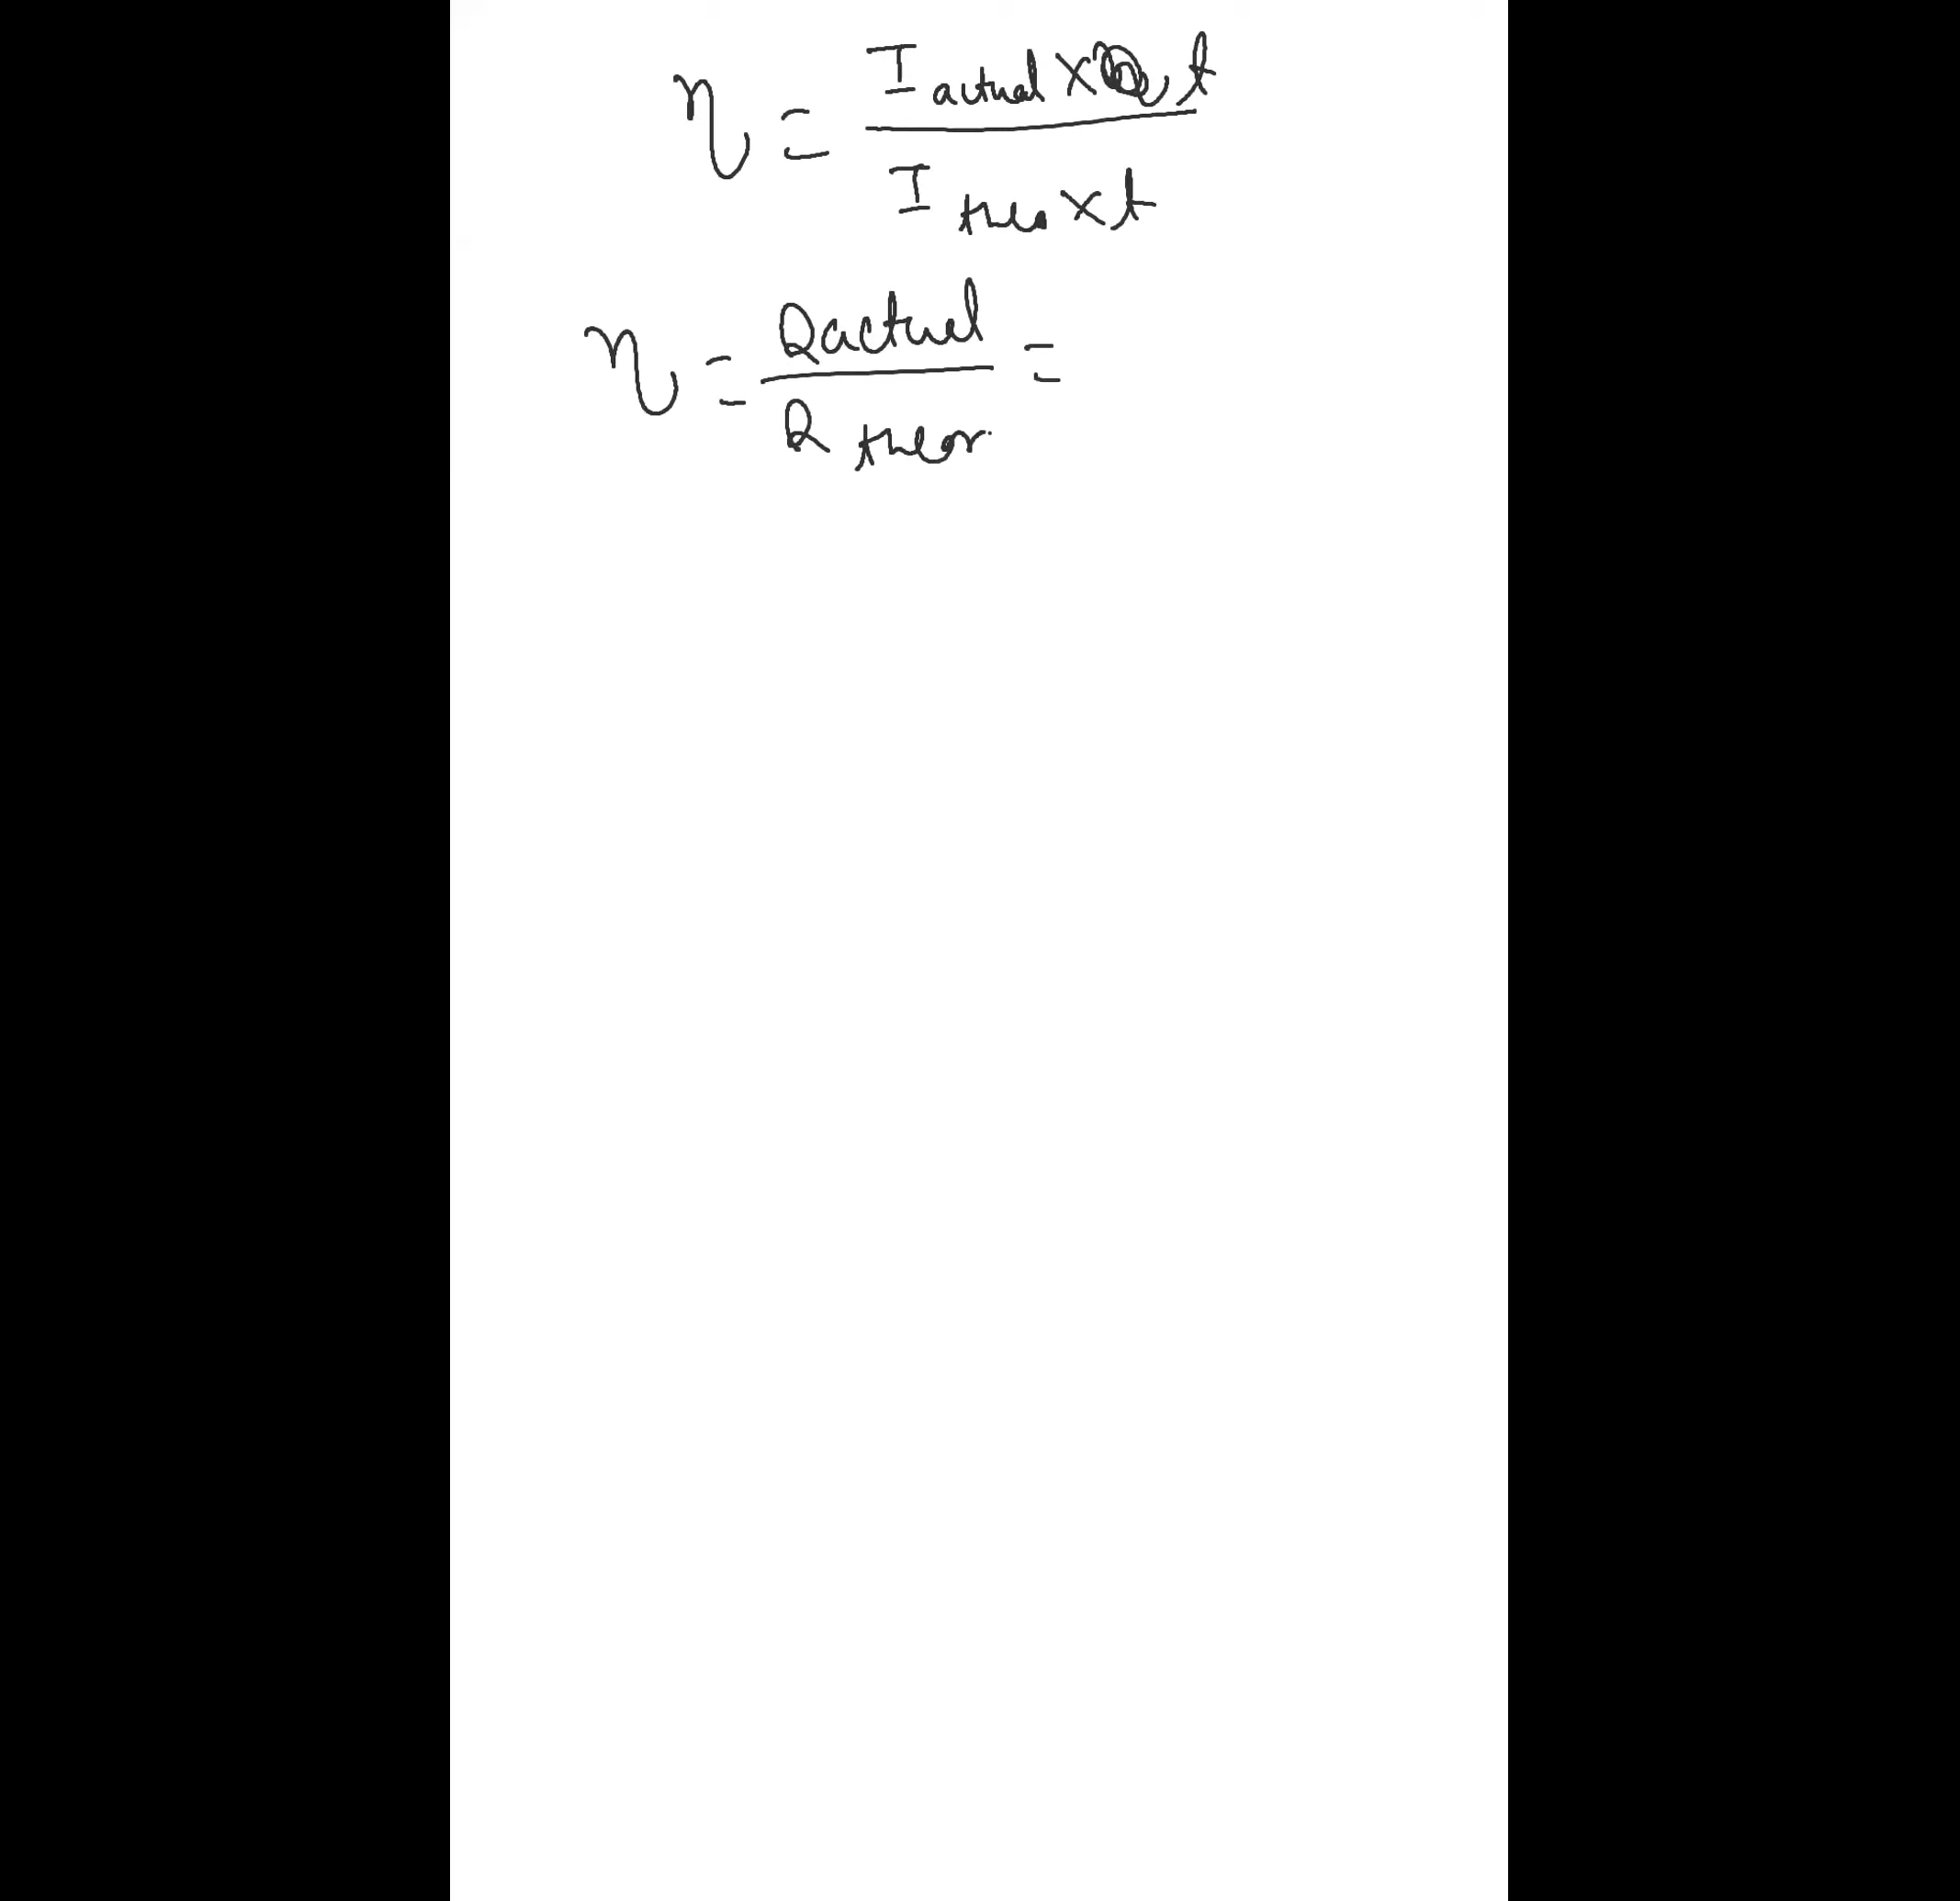 η = I actual × t
I theo × t
η = Qactual =
Q theor.